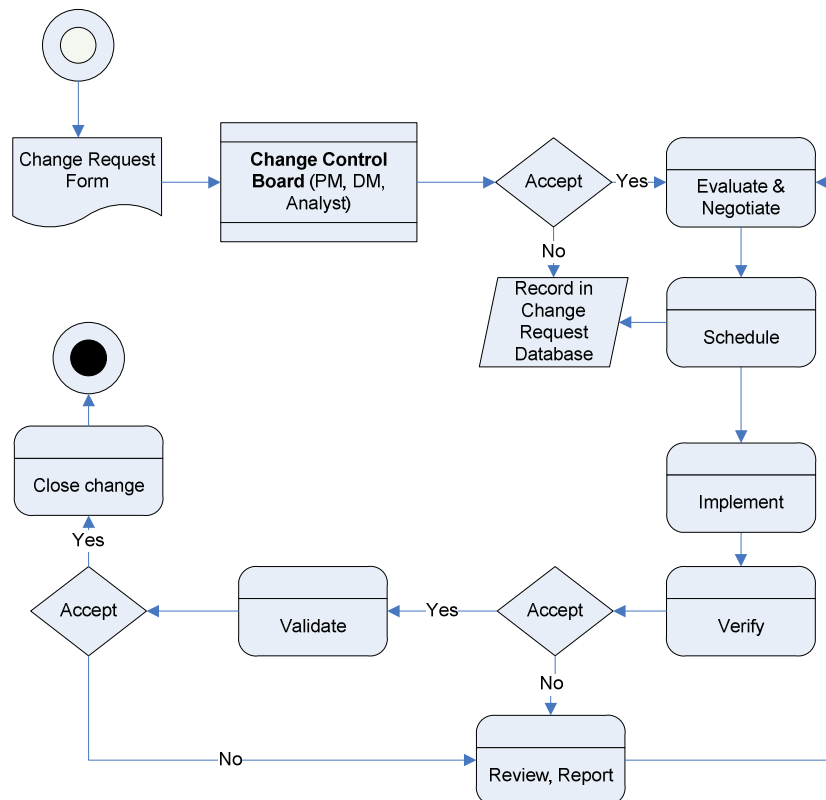 Change Request
Form
Change Control
Board (PM, DM,
Analyst)
Accept
Yes
Evaluate &
Negotiate
No
Record in
Change
Request
Database
Schedule
Close change
Implement
Yes
Accept
Validate
Yes
Accept
Verify
No
No
Review, Report